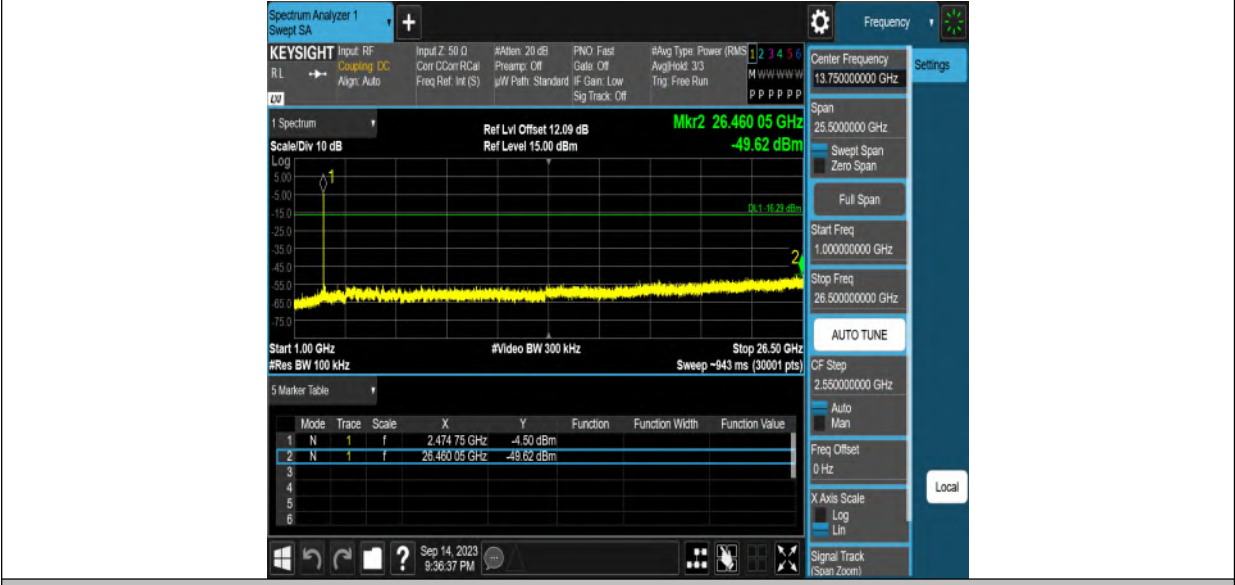 Spectrum Analyzer 1
Swept SA
+
Frequency
KEYSIGHT
RL
LXI
Input: RF
Coupling: DC
Align: Auto
Input Z: 50 Ω
Corr CCorr RCal
Freq Ref: Int (S)
#Atten: 20 dB
Preamp: Off
µW Path: Standard
PNO: Fast
Gate: Off
IF Gain: Low
Sig Track: Off
#Avg Type: Power (RMS
Avg|Hold: 3/3
Trig: Free Run
1 2 3 4 5 6
M W W W W W
P P P P P P
1 Spectrum
Scale/Div 10 dB
Ref Lvl Offset 12.09 dB
Ref Level 15.00 dBm
Mkr2 26.460 05 GHz
-49.62 dBm
Log
5.00
-5.00
-15.0
-25.0
-35.0
-45.0
-55.0
-65.0
-75.0
1
DL1 -16.29 dBm
2
Start 1.00 GHz
#Video BW 300 kHz
Stop 26.50 GHz
#Res BW 100 kHz
Sweep ~943 ms (30001 pts)
5 Marker Table
Mode Trace Scale X Y Function Function Width Function Value
1 N 1 f 2.474 75 GHz -4.50 dBm
2 N 1 f 26.460 05 GHz -49.62 dBm
3
4
5
6
?
Sep 14, 2023
9:36:37 PM
Center Frequency
13.750000000 GHz
Span
25.5000000 GHz
Swept Span
Zero Span
Full Span
Start Freq
1.000000000 GHz
Stop Freq
26.500000000 GHz
AUTO TUNE
CF Step
2.550000000 GHz
Auto
Man
Freq Offset
0 Hz
X Axis Scale
Log
Lin
Signal Track
(Span Zoom)
Settings
Local